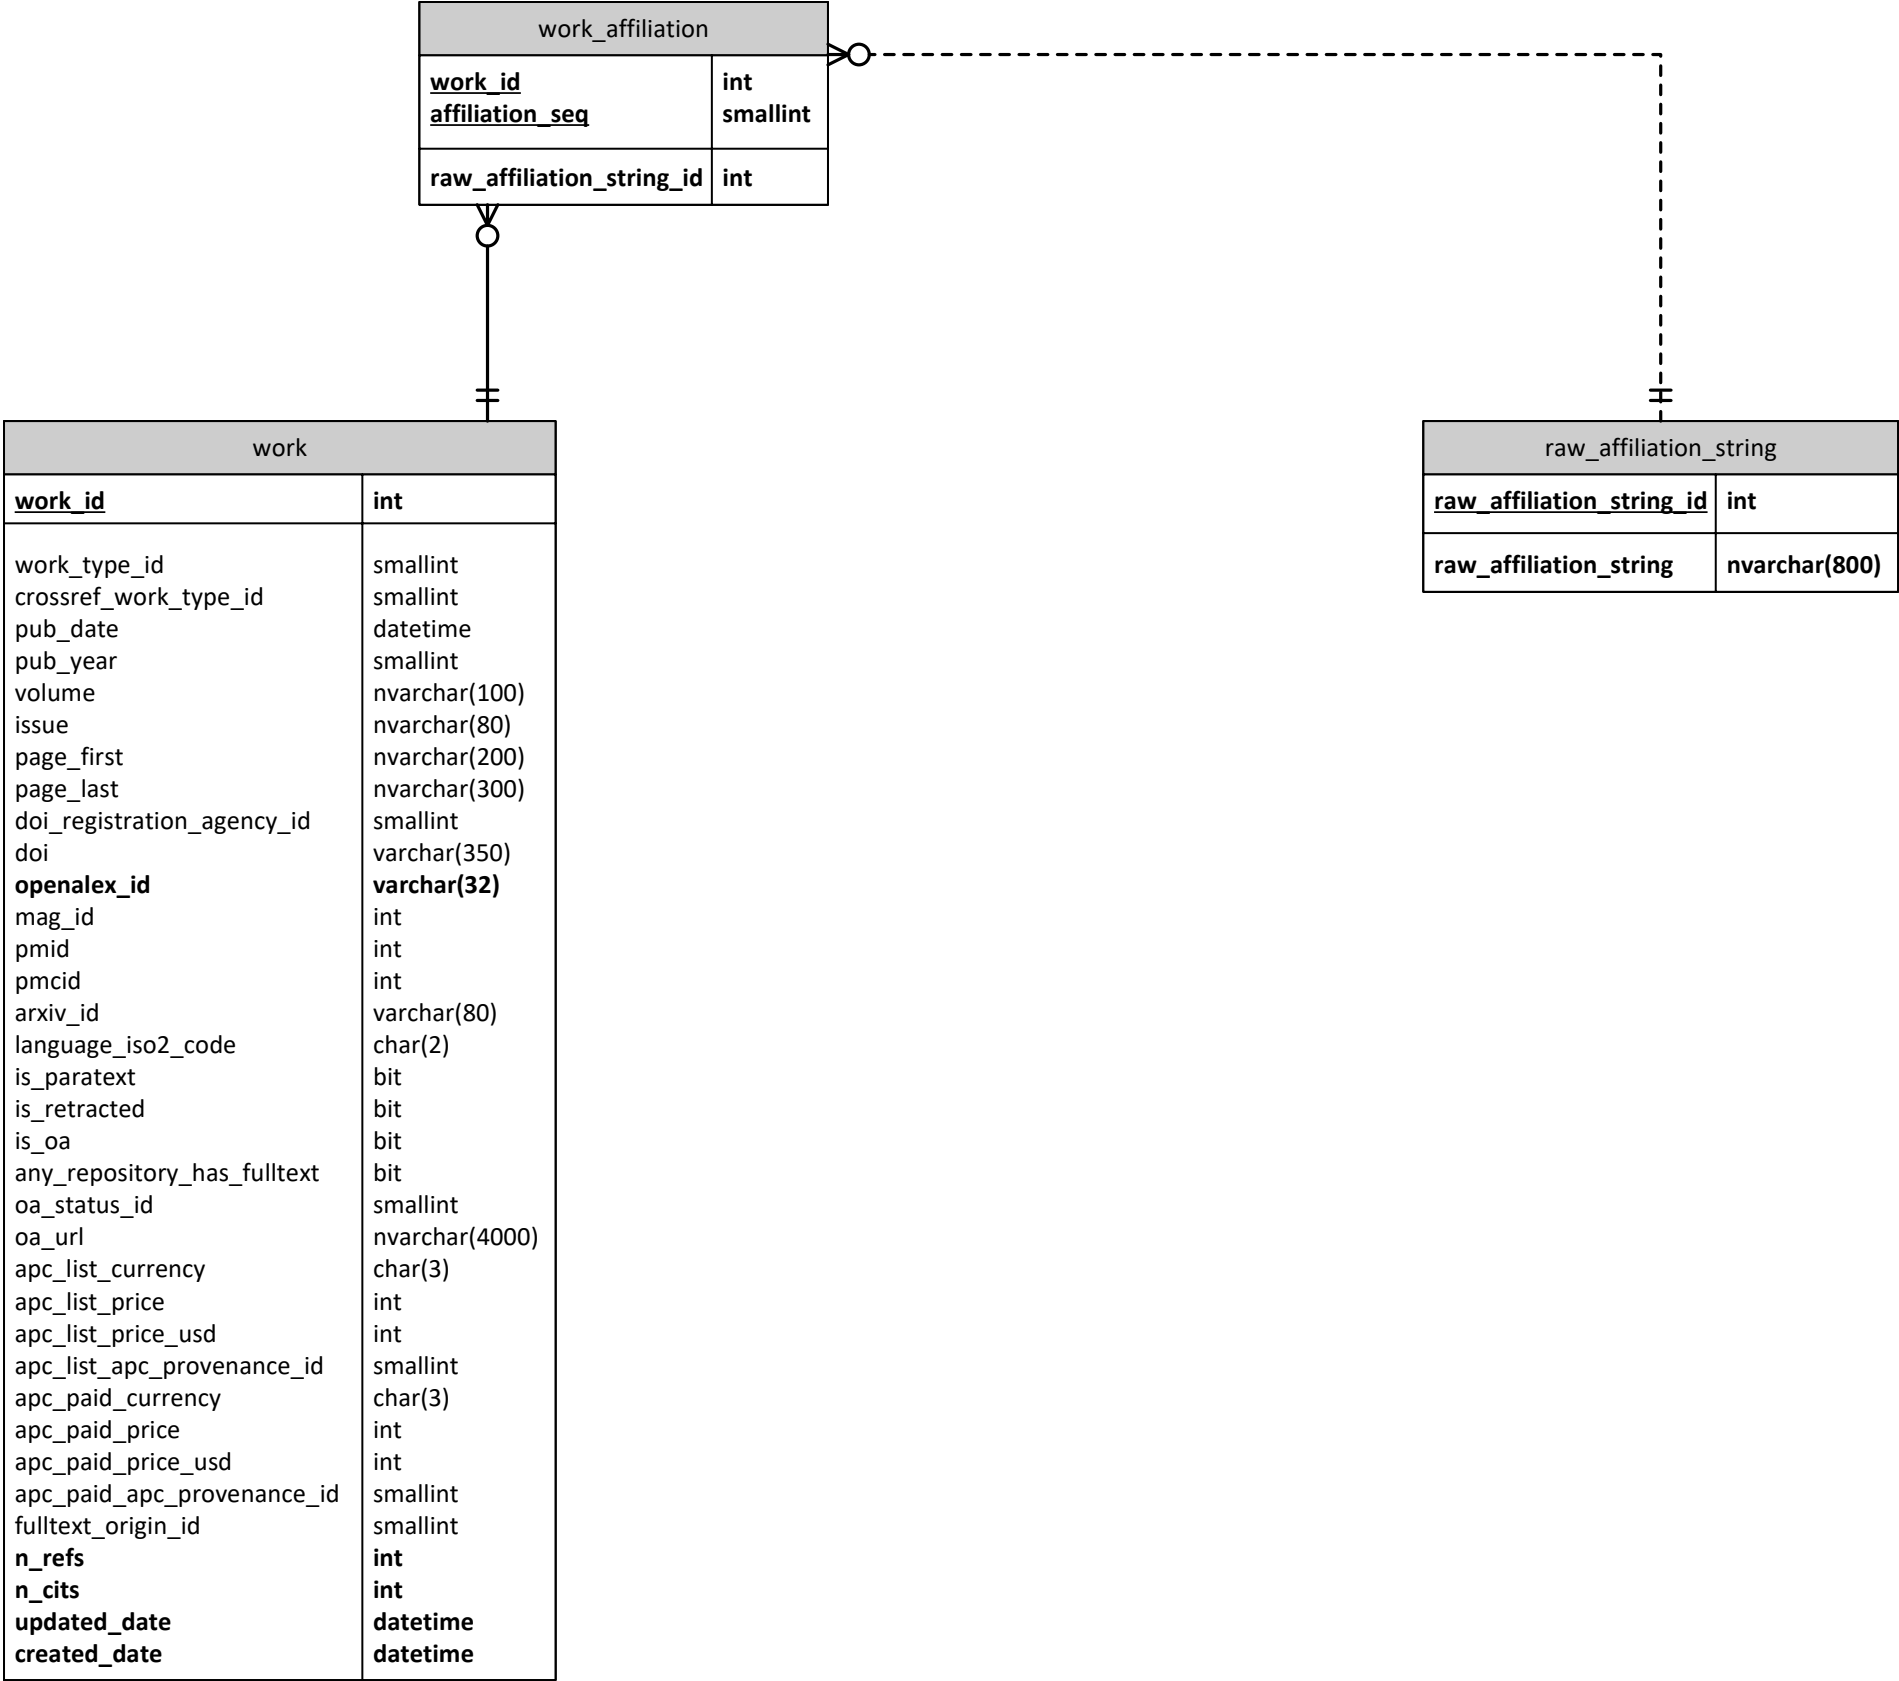 work_affiliation
work_id int
affiliation_seq smallint
raw_affiliation_string_id int
work
work_id int
work_type_id smallint
crossref_work_type_id smallint
pub_date datetime
pub_year smallint
volume nvarchar(100)
issue nvarchar(80)
page_first nvarchar(200)
page_last nvarchar(300)
doi_registration_agency_id smallint
doi varchar(350)
openalex_id varchar(32)
mag_id int
pmid int
pmcid int
arxiv_id varchar(80)
language_iso2_code char(2)
is_paratext bit
is_retracted bit
is_oa bit
any_repository_has_fulltext bit
oa_status_id smallint
oa_url nvarchar(4000)
apc_list_currency char(3)
apc_list_price int
apc_list_price_usd int
apc_list_apc_provenance_id smallint
apc_paid_currency char(3)
apc_paid_price int
apc_paid_price_usd int
apc_paid_apc_provenance_id smallint
fulltext_origin_id smallint
n_refs int
n_cits int
updated_date datetime
created_date datetime
raw_affiliation_string
raw_affiliation_string_id int
raw_affiliation_string nvarchar(800)